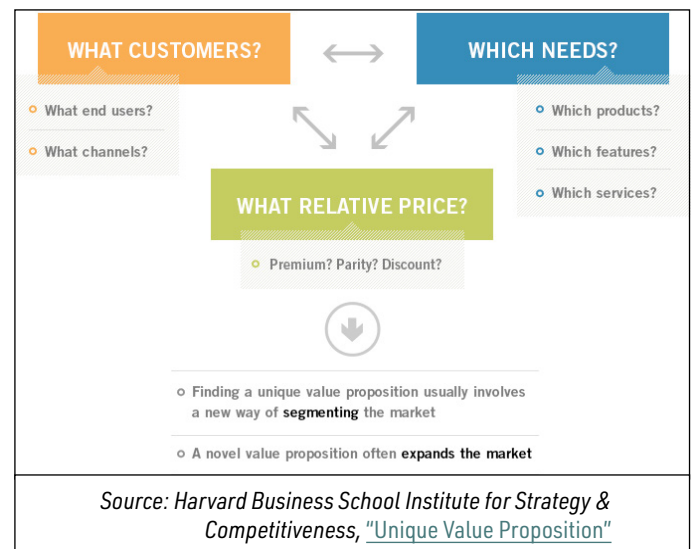 WHAT CUSTOMERS?
What end users?
What channels?
WHICH NEEDS?
Which products?
Which features?
Which services?
WHAT RELATIVE PRICE?
Premium? Parity? Discount?
Finding a unique value proposition usually involves
a new way of segmenting the market
A novel value proposition often expands the market
Source: Harvard Business School Institute for Strategy &
Competitiveness, “Unique Value Proposition”